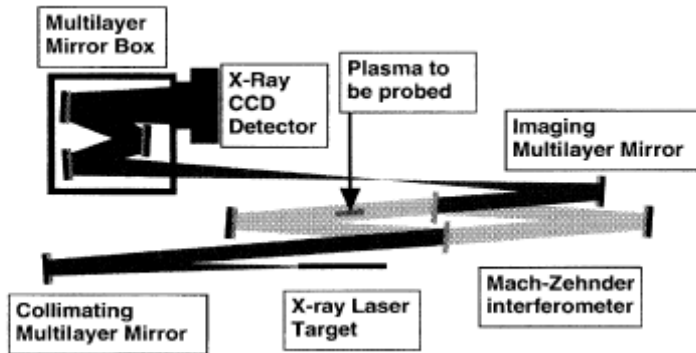 Multilayer
Mirror Box
X-Ray
CCD
Detector
Plasma to
be probed
Imaging
Multilayer Mirror
Collimating
Multilayer Mirror
X-ray Laser
Target
Mach-Zehnder
interferometer